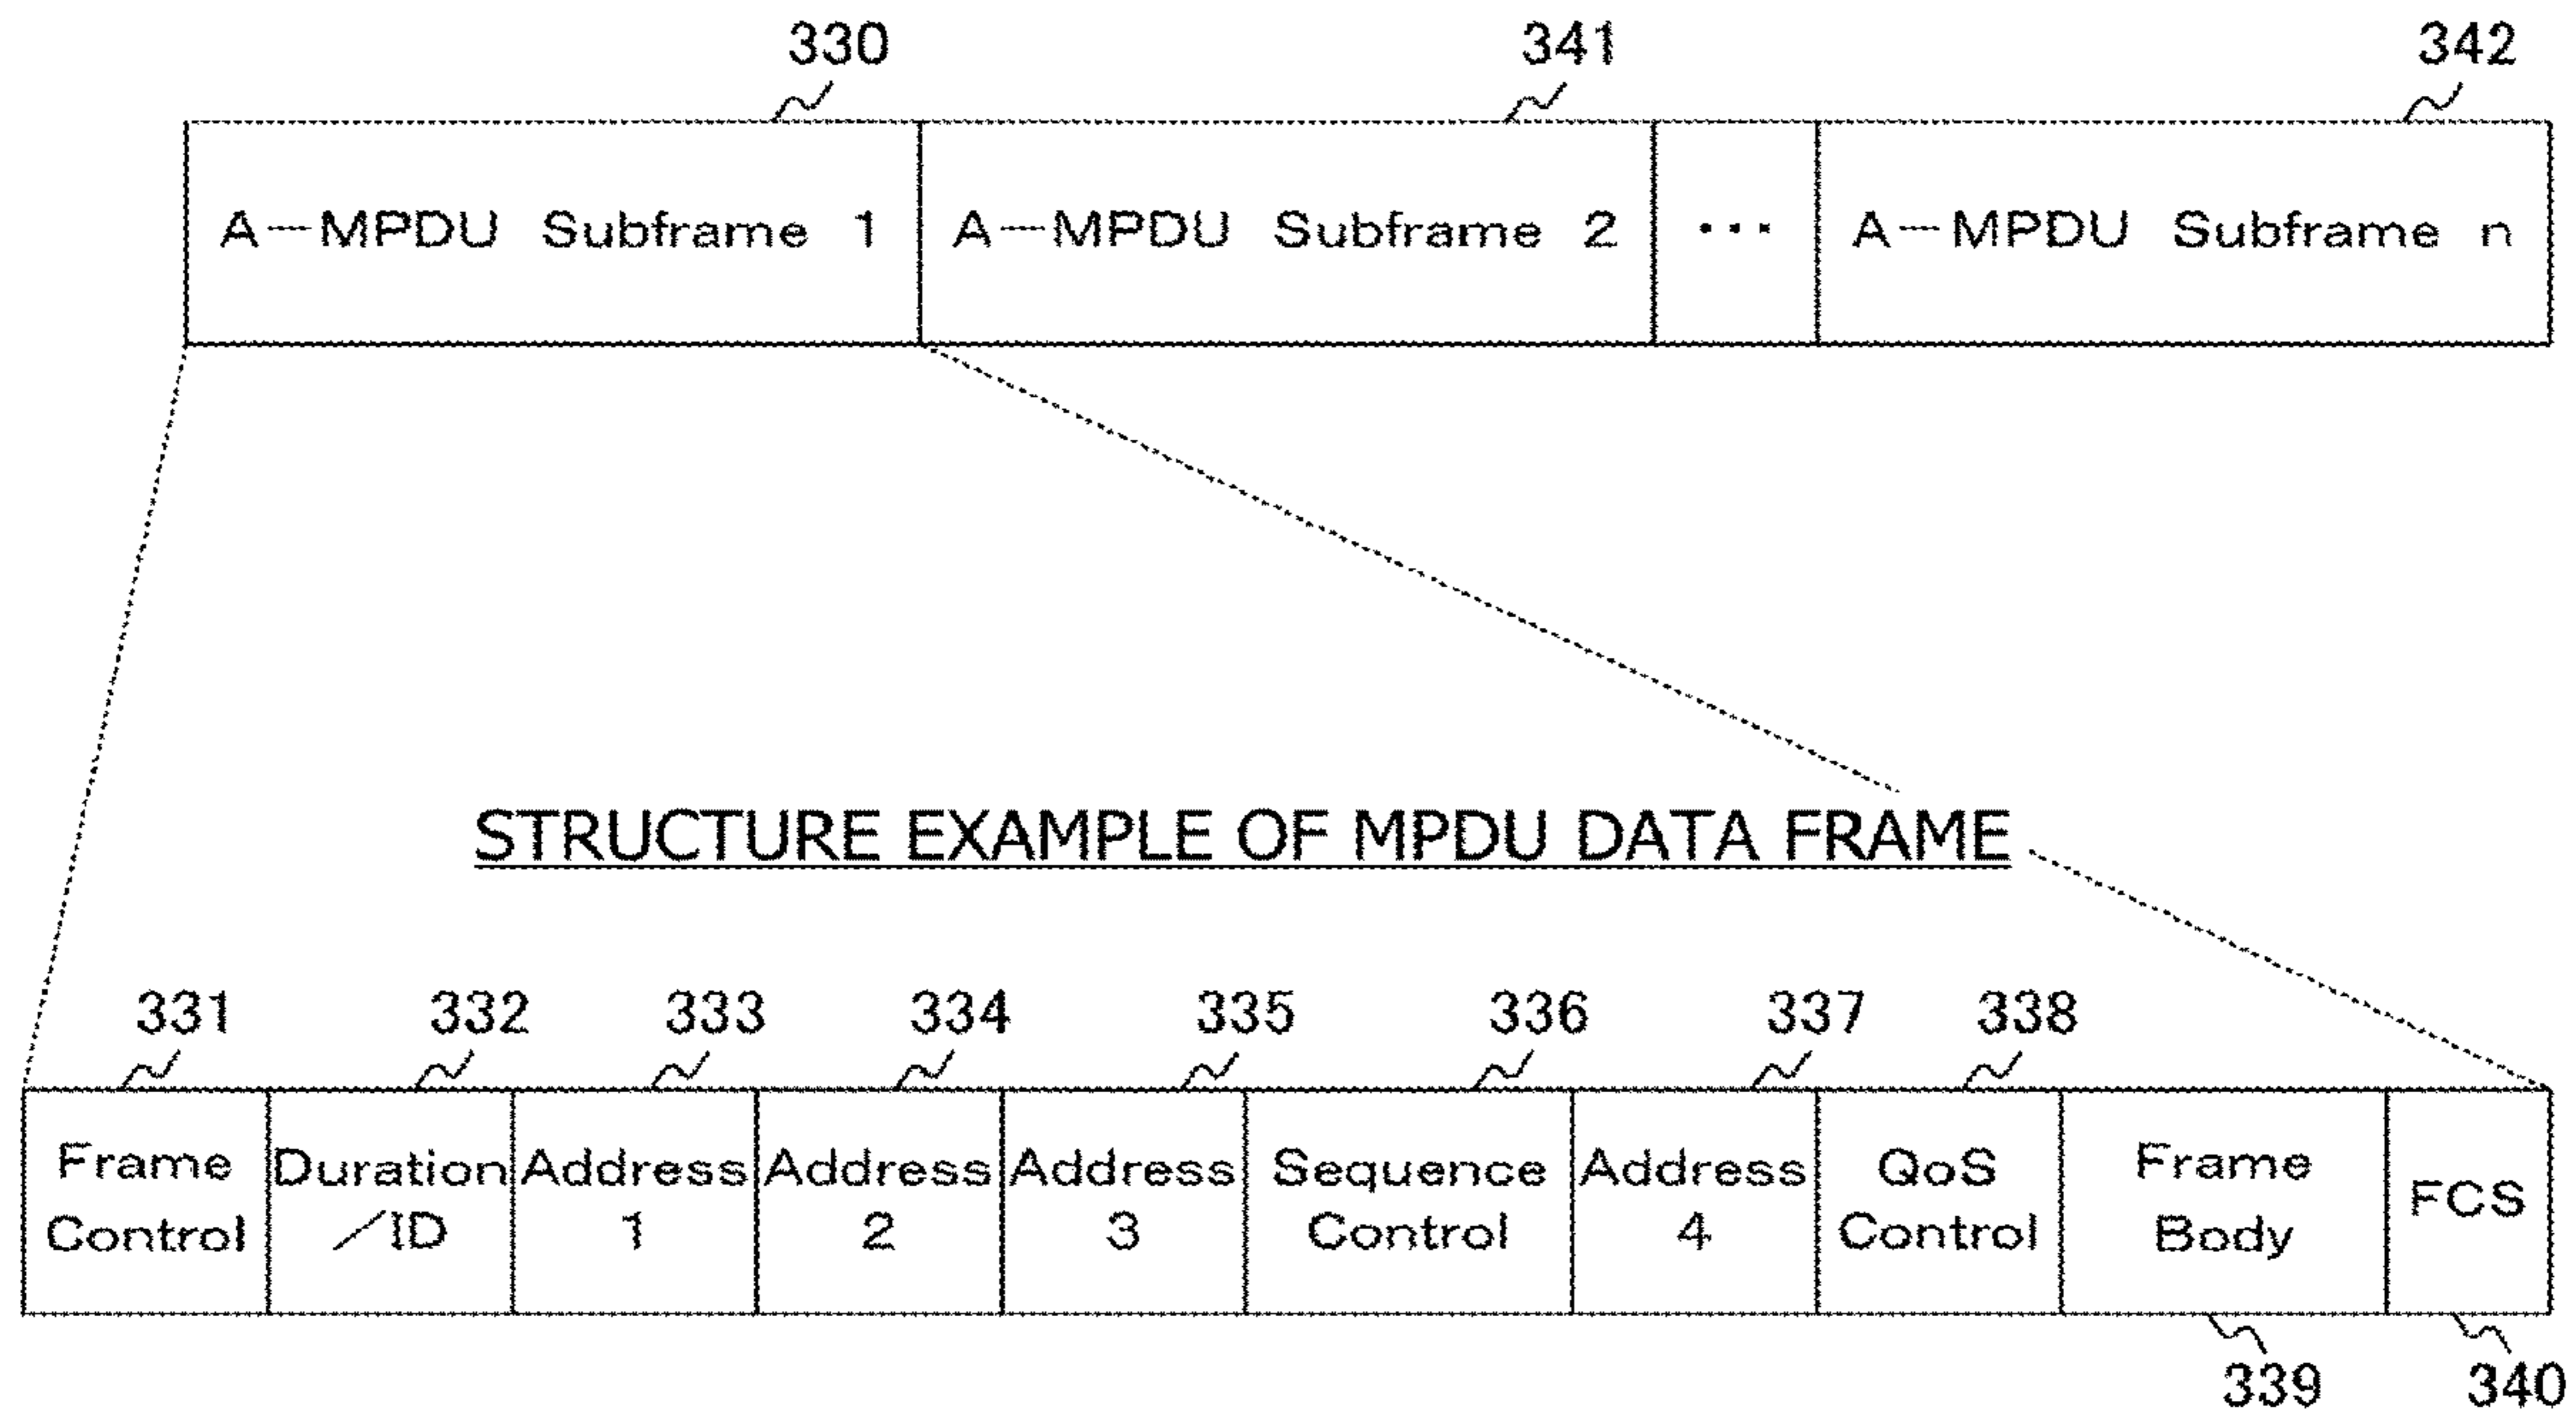 330 341 342
A-MPDU Subframe 1 A-MPDU Subframe 2 ... A-MPDU Subframe n
STRUCTURE EXAMPLE OF MPDU DATA FRAME
331 332 333 334 335 336 337 338
Frame Control
Duration
/ID
Address
1
Address
2
Address
3
Sequence
Control
Address
4
QoS
Control
Frame
Body
FCS
339 340